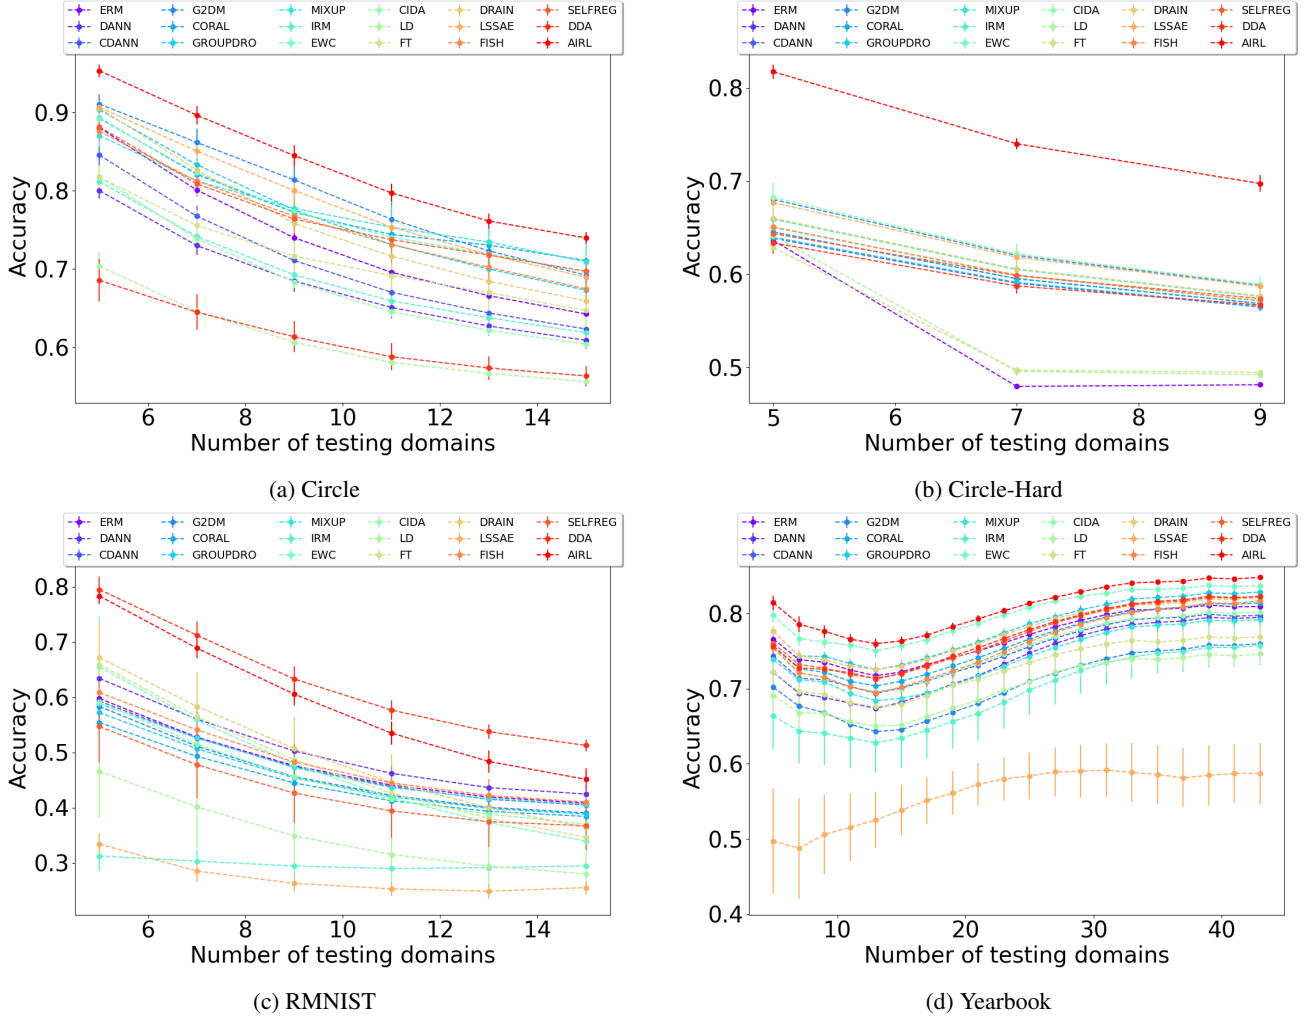 ERM G2DM MIXUP CIDA DRAIN SELFREG
DANN CORAL IRM LD LSSAE DDA
CDANN GROUPDRO EWC FT FISH AIRL
0.9
0.8
0.7
0.6
Accuracy
6 8 10 12 14
Number of testing domains
(a) Circle
ERM G2DM MIXUP CIDA DRAIN SELFREG
DANN CORAL IRM LD LSSAE DDA
CDANN GROUPDRO EWC FT FISH AIRL
0.8
0.7
0.6
0.5
Accuracy
5 6 7 8 9
Number of testing domains
(b) Circle-Hard
ERM G2DM MIXUP CIDA DRAIN SELFREG
DANN CORAL IRM LD LSSAE DDA
CDANN GROUPDRO EWC FT FISH AIRL
0.8
0.7
0.6
0.5
0.4
0.3
Accuracy
6 8 10 12 14
Number of testing domains
(c) RMNIST
ERM G2DM MIXUP CIDA DRAIN SELFREG
DANN CORAL IRM LD LSSAE DDA
CDANN GROUPDRO EWC FT FISH AIRL
0.8
0.7
0.6
0.5
0.4
Accuracy
10 20 30 40
Number of testing domains
(d) Yearbook